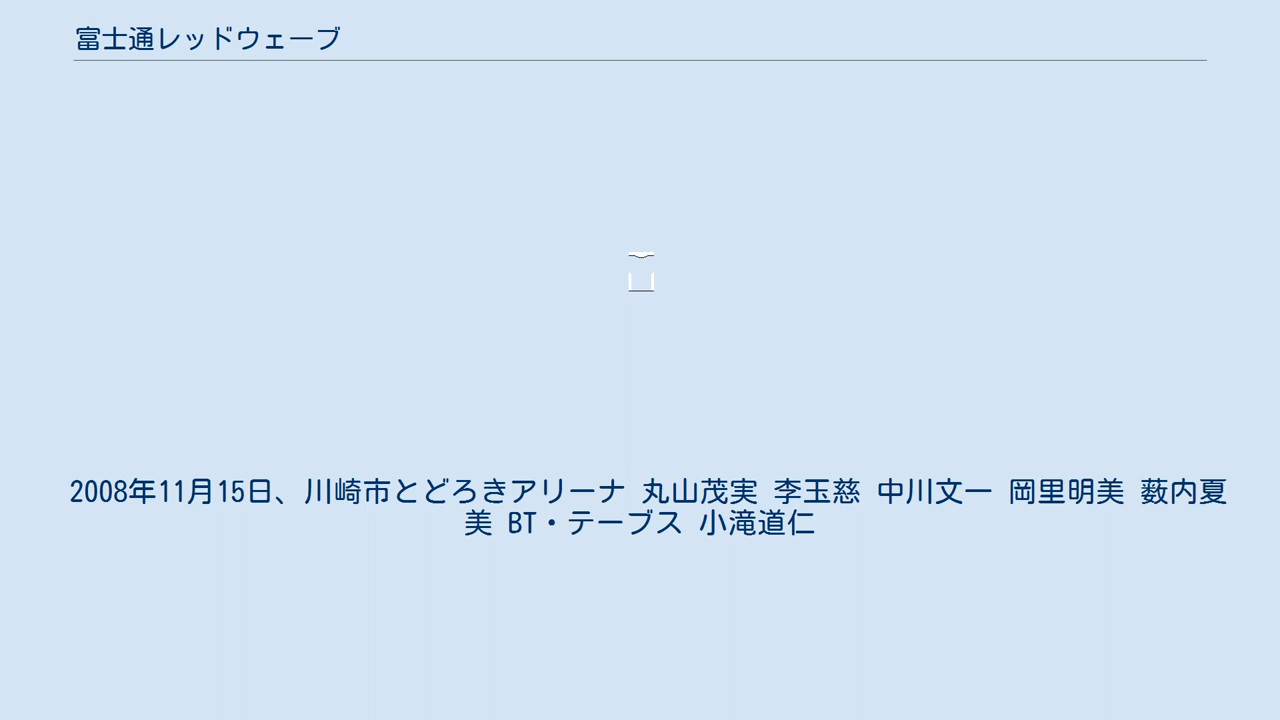 富士通レッドウェーブ
2008年11月15日、川崎市とどろきアリーナ 丸山茂実 李玉慈 中川文一 岡里明美 薮内夏
美 BT・テーブス 小滝道仁